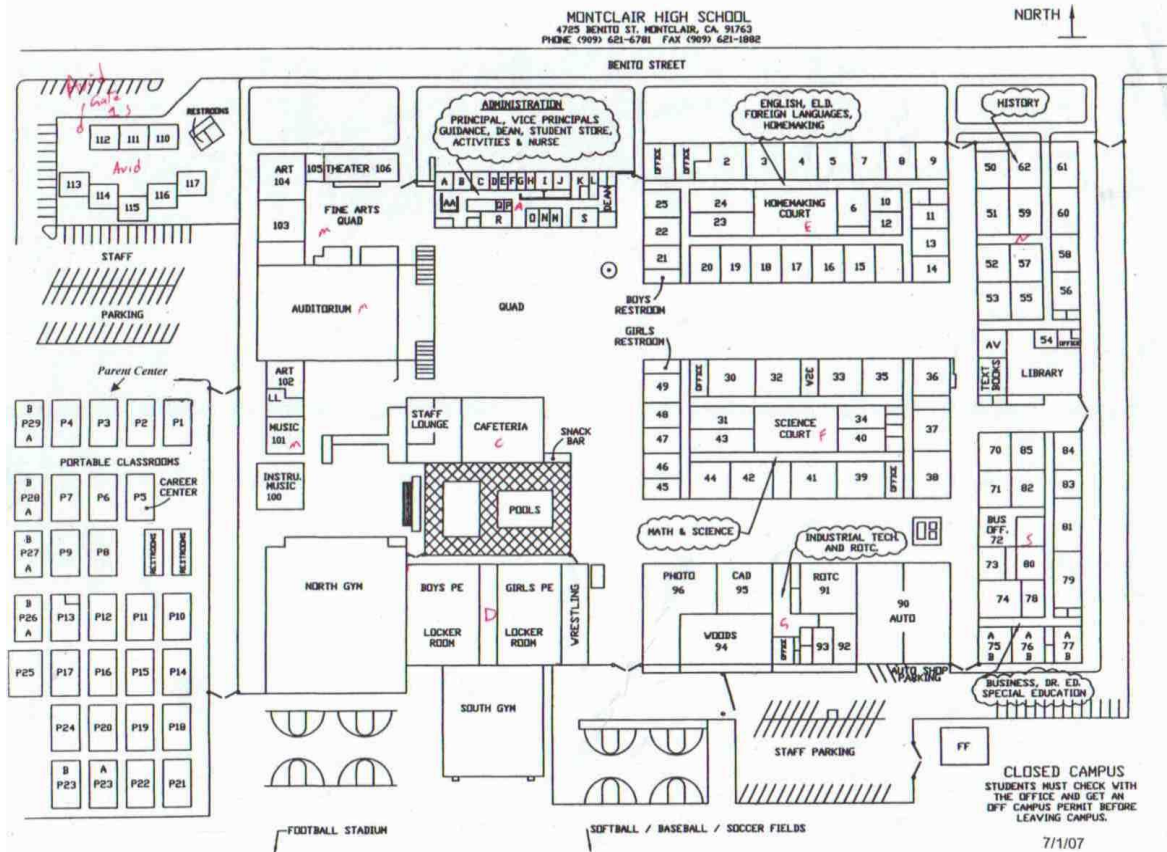 MONTCLAIR HIGH SCHOOL
4725 BENITO ST. MONTCLAIR, CA. 91763
PHONE (909) 621-6781 FAX (909) 621-1882
NORTH
BENITO STREET
Avid
Gate
RESTROOMS
112 111 110
Avid
113 114 115 116 117
STAFF
PARKING
ART
104
105 THEATER 106
103
FINE ARTS
QUAD
M
AUDITORIUM M
ADMINISTRATION
PRINCIPAL, VICE PRINCIPALS
GUIDANCE, DEAN, STUDENT STORE,
ACTIVITIES & NURSE
A B C D E F G H I J K L
AA Q P A
R O N M S
DEAN
QUAD
ENGLISH, ELD,
FOREIGN LANGUAGES,
HOMEMAKING
OFFICE OFFICE 2 3 4 5 7 8 9
25 24 HOMEMAKING
COURT 6 10 11
22 23 E 12 13
21 20 19 18 17 16 15 14
BOYS
RESTROOM
GIRLS
RESTROOM
HISTORY
50 62 61
51 59 60
N
52 57 58
53 55 56
AV 54 OFFICE
TEXT
BOOKS
LIBRARY
Parent Center
B
P29
A
P4 P3 P2 P1
PORTABLE CLASSROOMS
B
P28
A
P7 P6 P5
CAREER
CENTER
B
P27
A
P9 P8
RESTROOMS RESTROOMS
B
P26
A
P13 P12 P11 P10
P25 P17 P16 P15 P14
P24 P20 P19 P18
B
P23
A
P23
P22 P21
ART
102
LL
MUSIC
101 M
INSTRU.
MUSIC
100
STAFF
LOUNGE
CAFETERIA
C
SNACK
BAR
POOLS
49 OFFICE 30 32 32A 33 35 36
48 31 SCIENCE
COURT F 34 37
47 43 40
46 44 42 41 39 OFFICE 38
45
MATH & SCIENCE
INDUSTRIAL TECH.
AND ROTC.
NORTH GYM
BOYS PE
LOCKER
ROOM
D
GIRLS PE
LOCKER
ROOM
WRESTLING
SOUTH GYM
PHOTO
96
CAD
95
ROTC
91
90
AUTO
WOODS
94
G
OFFICE 93 92
AUTO SHOP
PARKING
70 85 84
71 82 83
BUS
OFF.
72
S
81
73 80
74 78 79
A
75
B
A
76
B
A
77
B
BUSINESS, DR. ED.
SPECIAL EDUCATION
STAFF PARKING
FF
FOOTBALL STADIUM
SOFTBALL / BASEBALL / SOCCER FIELDS
CLOSED CAMPUS
STUDENTS MUST CHECK WITH
THE OFFICE AND GET AN
OFF CAMPUS PERMIT BEFORE
LEAVING CAMPUS.
7/1/07